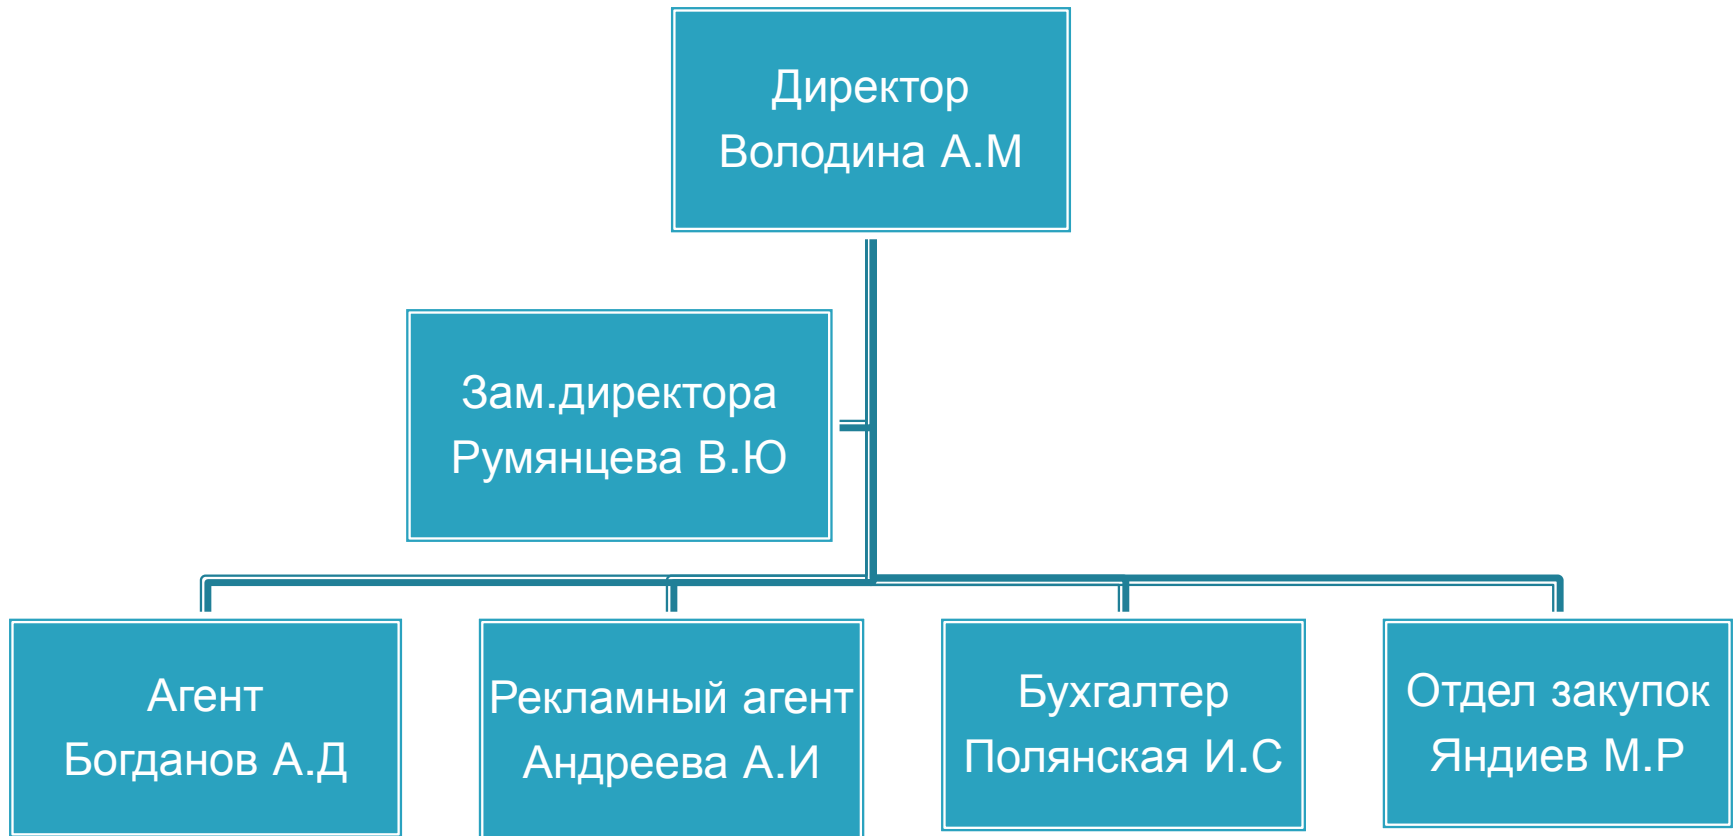 Директор
Володина А.М
Зам.директора
Румянцева В.Ю
Агент
Богданов А.Д
Рекламный агент
Андреева А.И
Бухгалтер
Полянская И.С
Отдел закупок
Яндиев М.Р